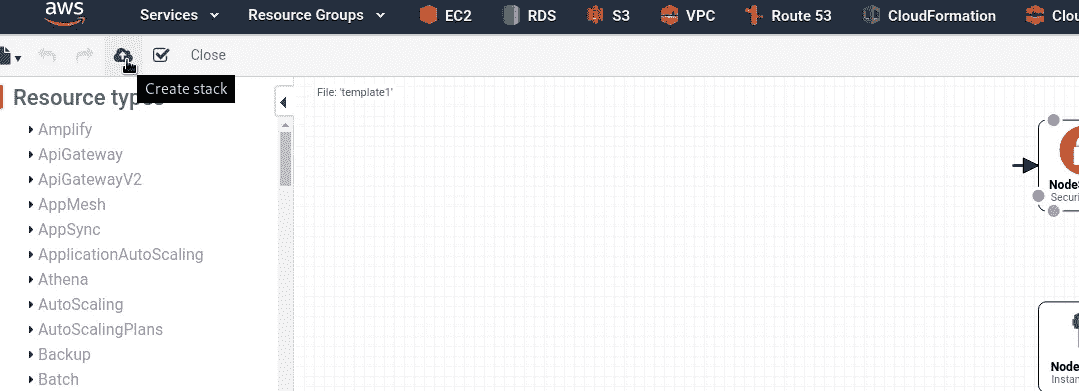 aws Services Resource Groups EC2 RDS S3 VPC Route 53 CloudFormation Clou
Close
Create stack
Resource types
File: 'template1'
Amplify
ApiGateway
ApiGatewayV2
AppMesh
AppSync
ApplicationAutoScaling
Athena
AutoScaling
AutoScalingPlans
Backup
Batch
NodeS
Securi
Node
Instan